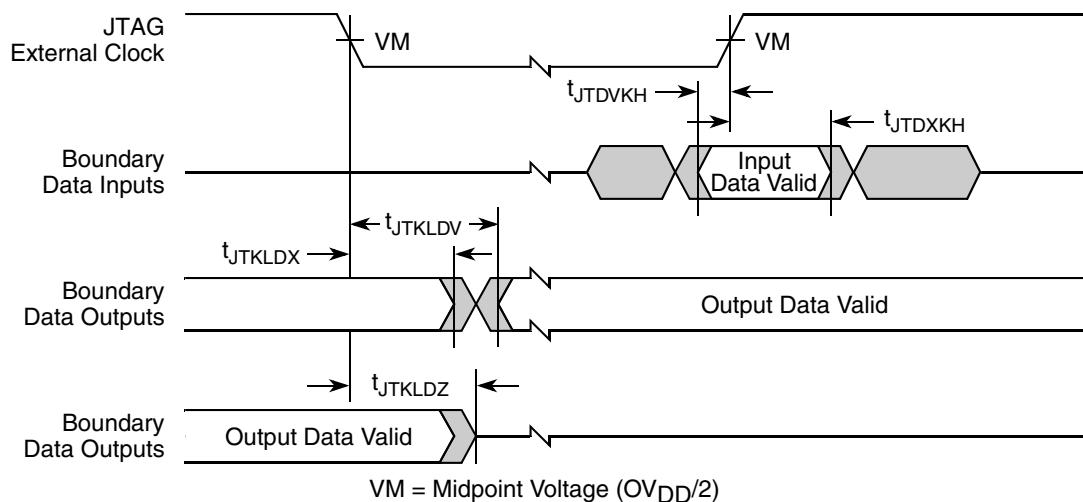 JTAG
External Clock
VM
VM
tJTDVKH
tJTDXKH
Boundary
Data Inputs
Input
Data Valid
tJTKLDV
tJTKLDX
Boundary
Data Outputs
Output Data Valid
tJTKLDZ
Boundary
Data Outputs
Output Data Valid
VM = Midpoint Voltage (OVDD/2)